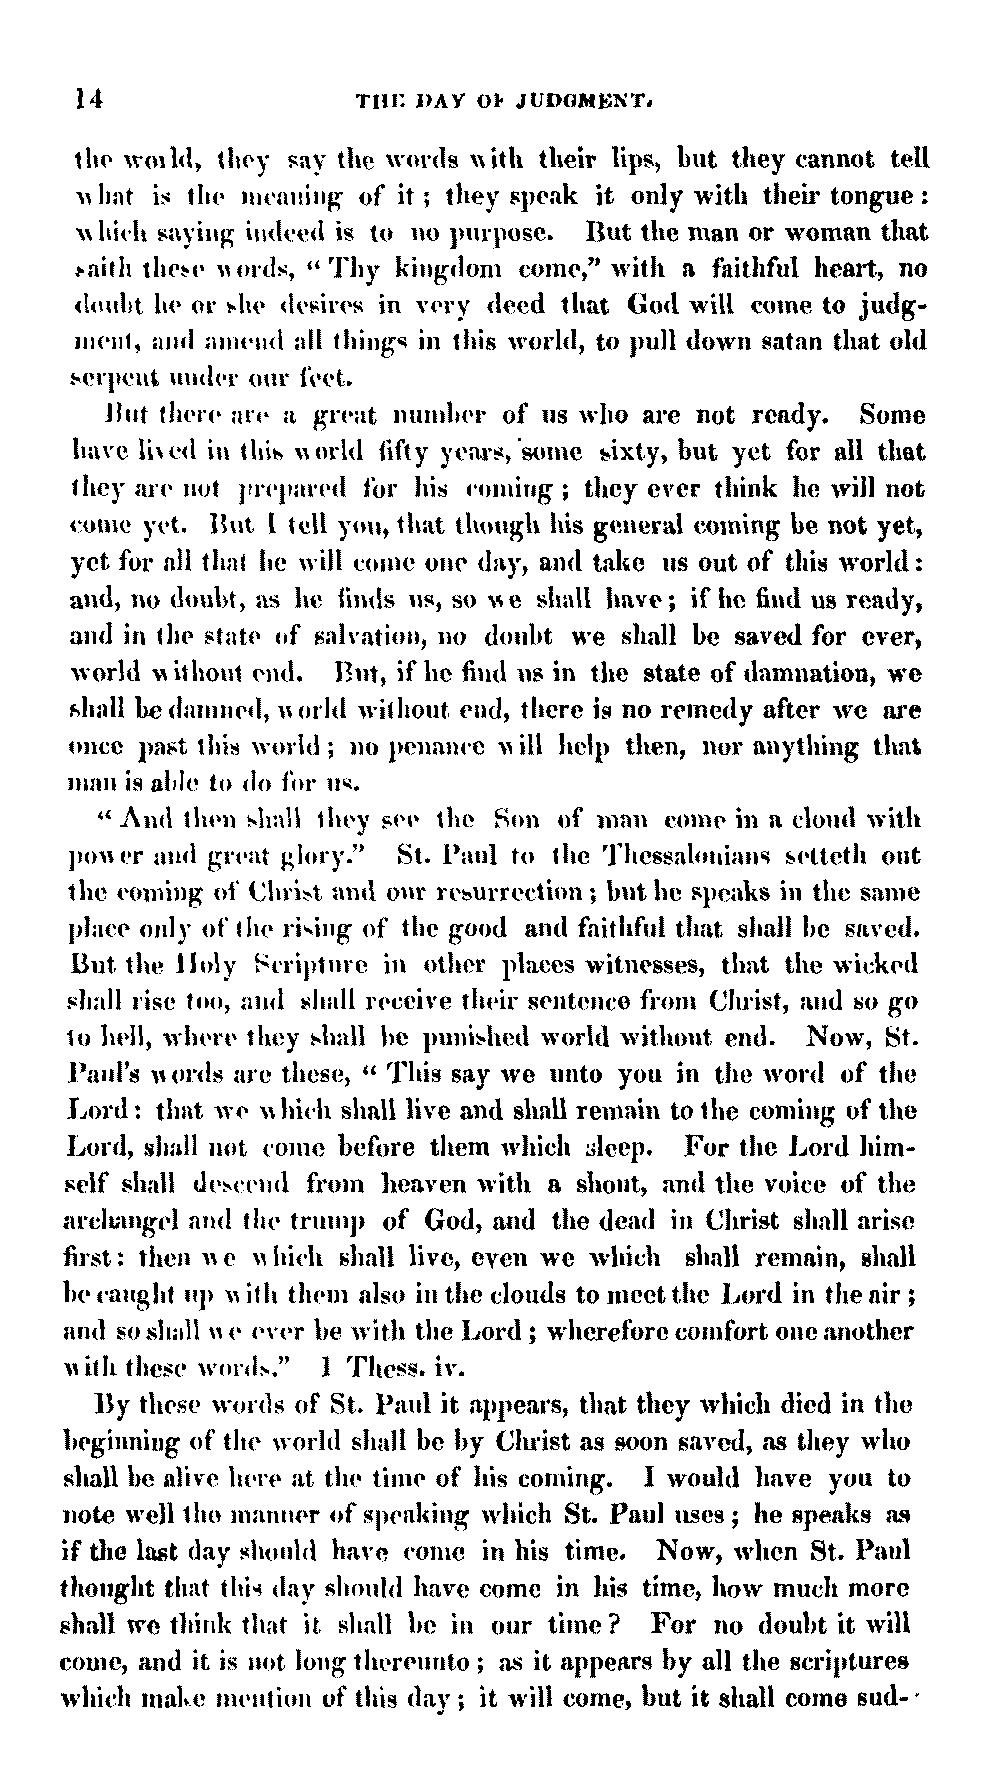 14 THE DAY OF JUDGMENT.
the world, they say the words with their lips, but they cannot tell
what is the meaning of it ; they speak it only with their tongue :
which saying indeed is to no purpose. But the man or woman that
saith these words, “ Thy kingdom come,” with a faithful heart, no
doubt he or she desires in very deed that God will come to judg-
ment, and amend all things in this world, to pull down satan that old
serpent under our feet.
But there are a great number of us who are not ready. Some
have lived in this world fifty years, some sixty, but yet for all that
they are not prepared for his coming ; they ever think he will not
come yet. But I tell you, that though his general coming be not yet,
yet for all that he will come one day, and take us out of this world :
and, no doubt, as he finds us, so we shall have ; if he find us ready,
and in the state of salvation, no doubt we shall be saved for ever,
world without end. But, if he find us in the state of damnation, we
shall be damned, world without end, there is no remedy after we are
once past this world ; no penance will help then, nor anything that
man is able to do for us.
“ And then shall they see the Son of man come in a cloud with
power and great glory.” St. Paul to the Thessalonians setteth out
the coming of Christ and our resurrection ; but he speaks in the same
place only of the rising of the good and faithful that shall be saved.
But the Holy Scripture in other places witnesses, that the wicked
shall rise too, and shall receive their sentence from Christ, and so go
to hell, where they shall be punished world without end. Now, St.
Paul’s words are these, “ This say we unto you in the word of the
Lord : that we which shall live and shall remain to the coming of the
Lord, shall not come before them which sleep. For the Lord him-
self shall descend from heaven with a shout, and the voice of the
archangel and the trump of God, and the dead in Christ shall arise
first : then we which shall live, even we which shall remain, shall
be caught up with them also in the clouds to meet the Lord in the air ;
and so shall we ever be with the Lord ; wherefore comfort one another
with these words.” 1 Thess. iv.
By these words of St. Paul it appears, that they which died in the
beginning of the world shall be by Christ as soon saved, as they who
shall be alive here at the time of his coming. I would have you to
note well the manner of speaking which St. Paul uses ; he speaks as
if the last day should have come in his time. Now, when St. Paul
thought that this day should have come in his time, how much more
shall we think that it shall be in our time ? For no doubt it will
come, and it is not long thereunto ; as it appears by all the scriptures
which make mention of this day ; it will come, but it shall come sud-